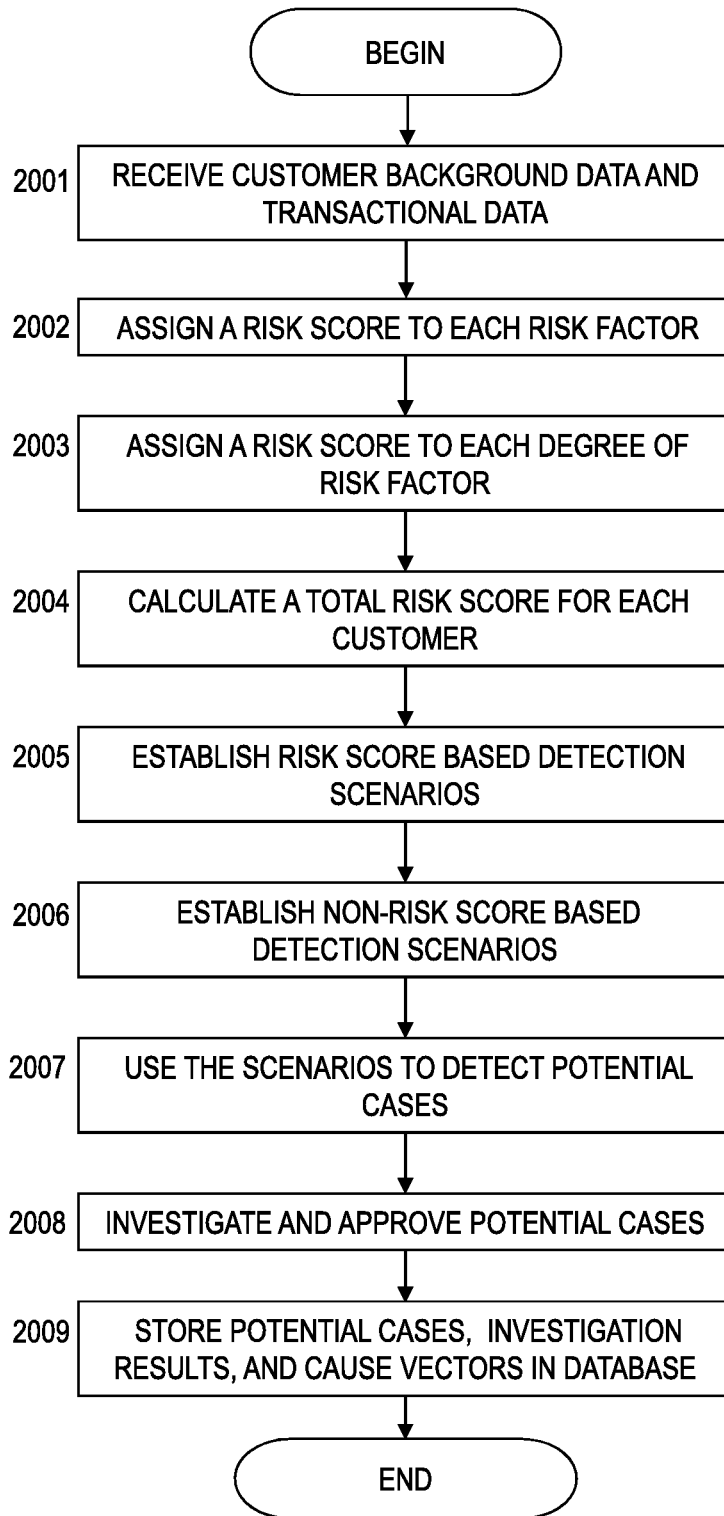 BEGIN
2001
RECEIVE CUSTOMER BACKGROUND DATA AND
TRANSACTIONAL DATA
2002
ASSIGN A RISK SCORE TO EACH RISK FACTOR
2003
ASSIGN A RISK SCORE TO EACH DEGREE OF
RISK FACTOR
2004
CALCULATE A TOTAL RISK SCORE FOR EACH
CUSTOMER
2005
ESTABLISH RISK SCORE BASED DETECTION
SCENARIOS
2006
ESTABLISH NON-RISK SCORE BASED
DETECTION SCENARIOS
2007
USE THE SCENARIOS TO DETECT POTENTIAL
CASES
2008
INVESTIGATE AND APPROVE POTENTIAL CASES
2009
STORE POTENTIAL CASES, INVESTIGATION
RESULTS, AND CAUSE VECTORS IN DATABASE
END